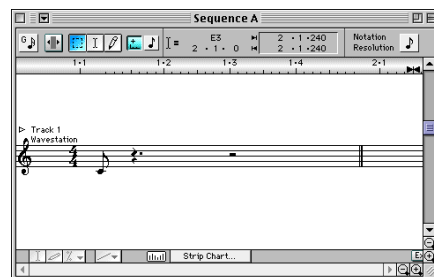 Sequence A
E3 2 • 1 •240 Notation
2 • 1 • 0 2 • 1 •240 Resolution
1•1 1•2 1•3 1•4 2•1
Track 1
Wavestation
4
4
Strip Chart...